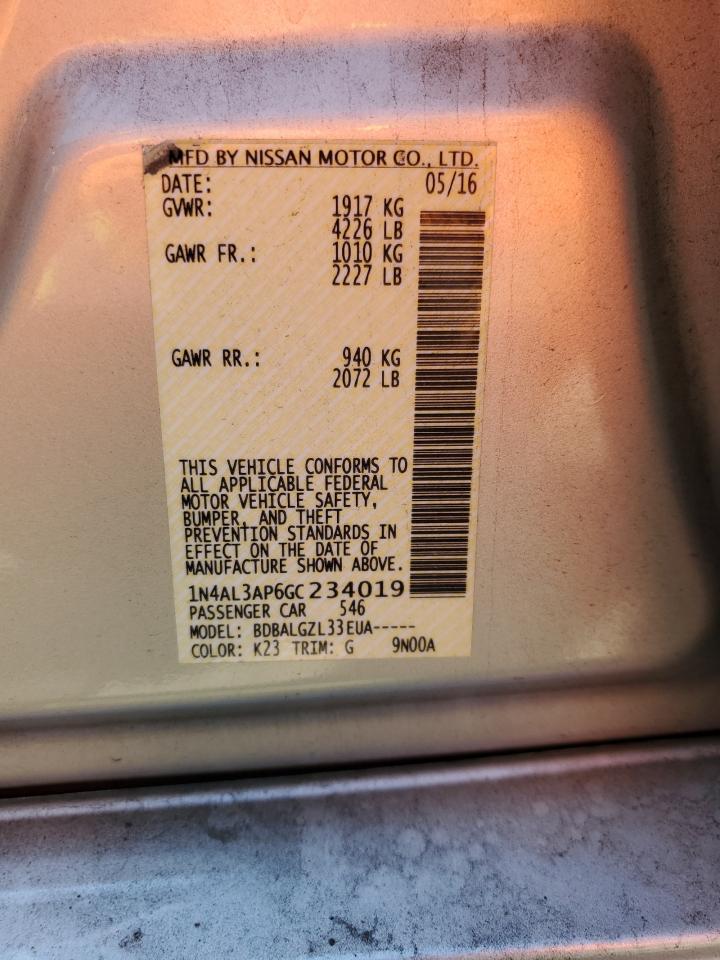 MFD BY NISSAN MOTOR CO., LTD.
DATE: 05/16
GVWR: 1917 KG
4226 LB
GAWR FR.: 1010 KG
2227 LB
GAWR RR.: 940 KG
2072 LB
THIS VEHICLE CONFORMS TO
ALL APPLICABLE FEDERAL
MOTOR VEHICLE SAFETY,
BUMPER, AND THEFT
PREVENTION STANDARDS IN
EFFECT ON THE DATE OF
MANUFACTURE SHOWN ABOVE.
1N4AL3AP6GC234019
PASSENGER CAR 546
MODEL: BDBALGZL33EUA-----
COLOR: K23 TRIM: G 9N00A